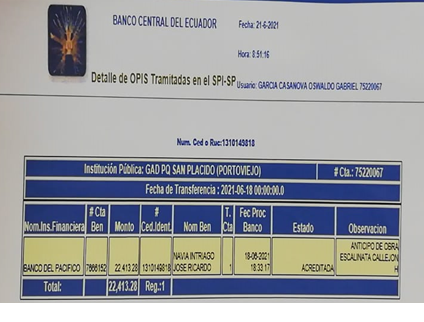 BANCO CENTRAL DEL ECUADOR
Fecha: 21-6-2021
Hora: 8:51:16
Detalle de OPIS Tramitadas en el SPI-SP
Usuario: GARCIA CASANOVA OSWALDO GABRIEL 75220067
Num. Ced o Ruc:1310149818
Institución Pública: GAD PQ SAN PLACIDO (PORTOVIEJO) # Cta.: 75220067
Fecha de Transferencia : 2021-06-18 00:00:00.0
Nom.Ins.Financiera # Cta Ben Monto # Ced.Ident. Nom Ben T. Cta Fec Proc Banco Estado Observacion
BANCO DEL PACIFICO 7666152 22,413.28 1310149818 NAVIA INTRIAGO JOSE RICARDO 1 18-06-2021 18:33:17 ACREDITADA ANTICIPO DE OBRA ESCALINATA CALLEJON H
Total: 22,413.28 Reg.:1